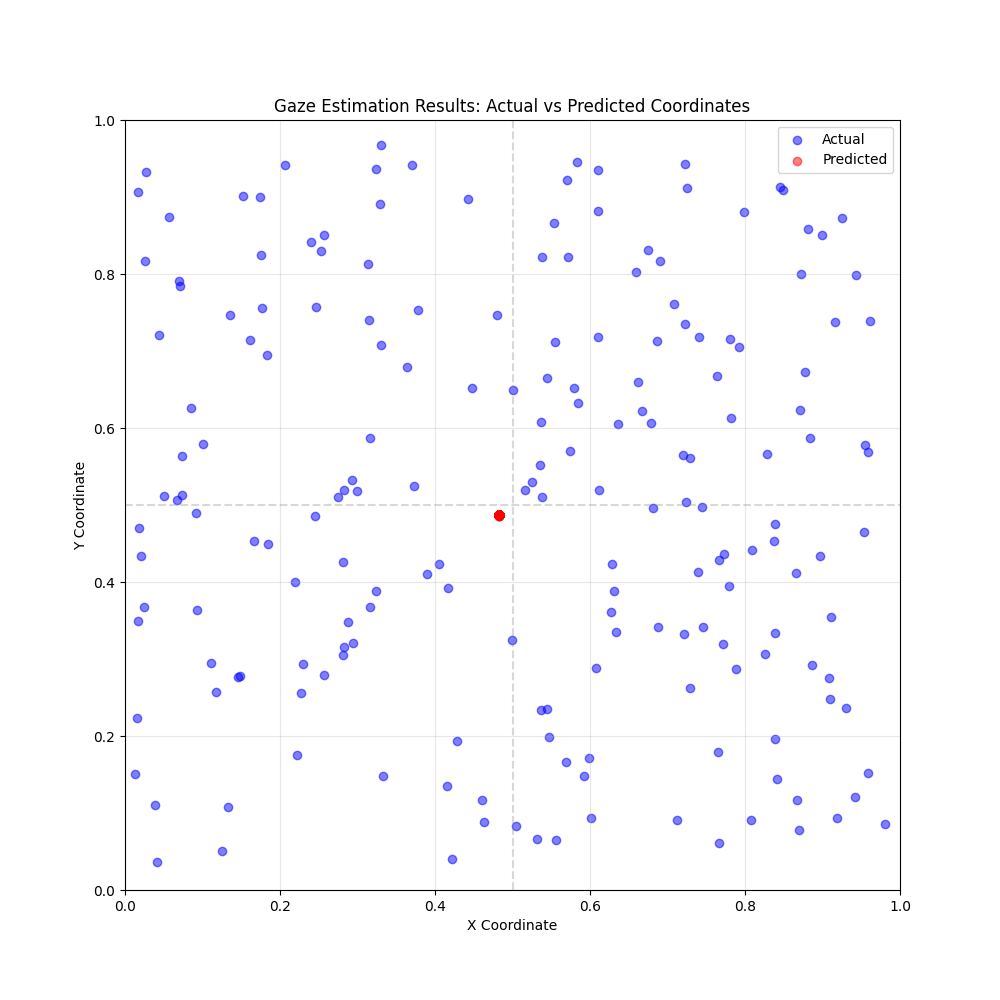 Gaze Estimation Results: Actual vs Predicted Coordinates
Actual
Predicted
Y Coordinate
1.0
0.8
0.6
0.4
0.2
0.0
0.0 0.2 0.4 0.6 0.8 1.0
X Coordinate